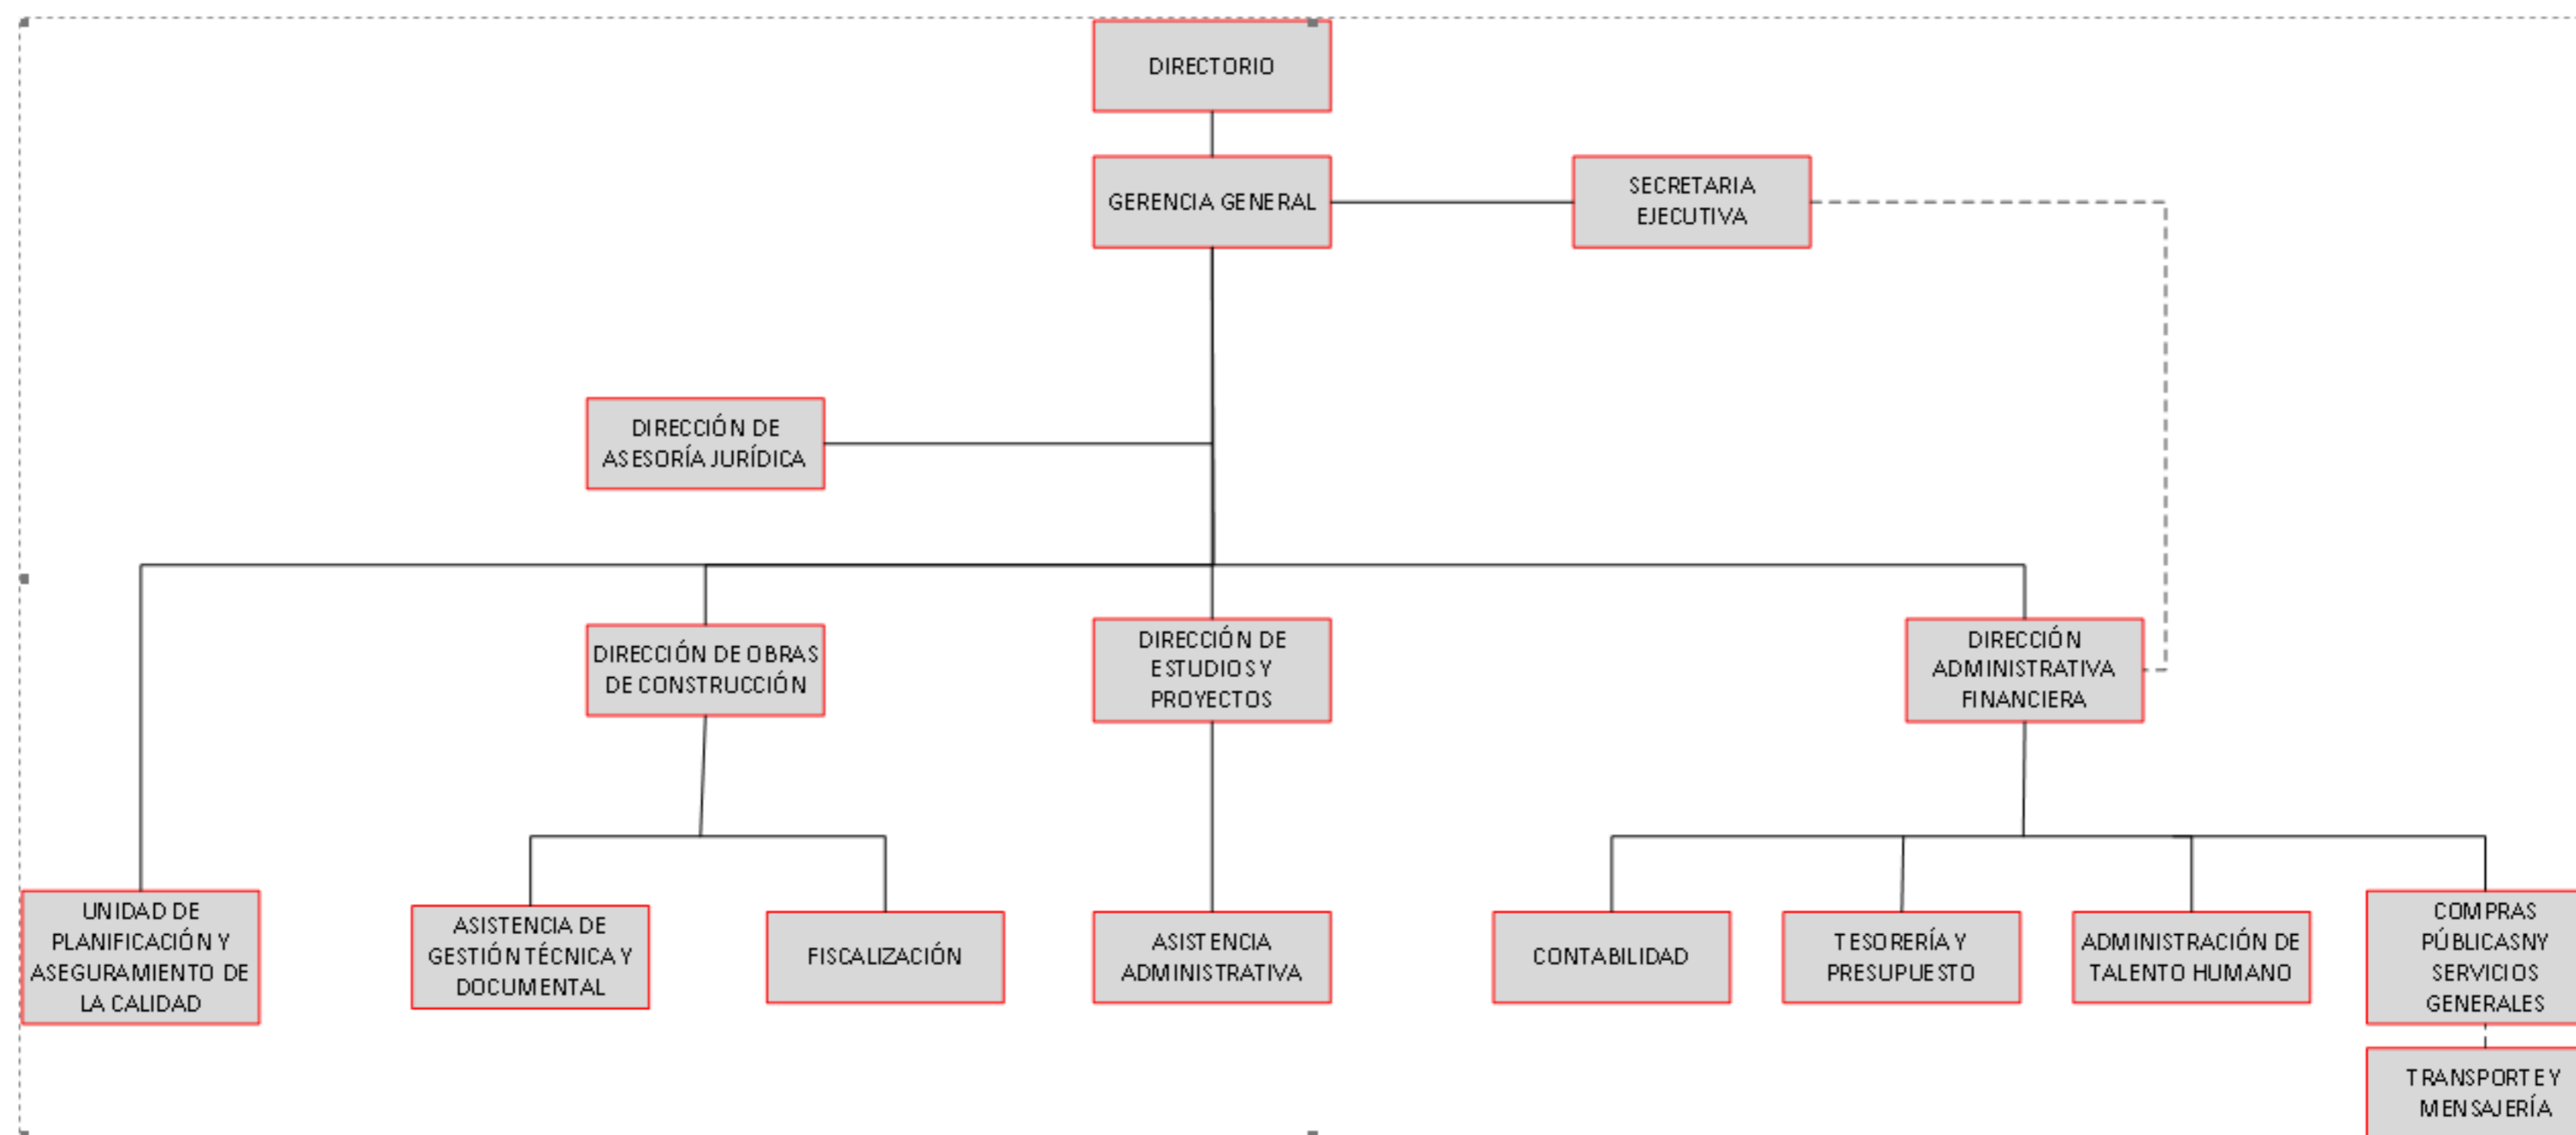 DIRECTORIO
GERENCIA GENERAL
SECRETARIA
EJECUTIVA
DIRECCIÓN DE
ASESORÍA JURÍDICA
DIRECCIÓN DE OBRAS
DE CONSTRUCCIÓN
DIRECCIÓN DE
ESTUDIOS Y
PROYECTOS
DIRECCIÓN
ADMINISTRATIVA
FINANCIERA
UNIDAD DE
PLANIFICACIÓN Y
ASEGURAMIENTO DE
LA CALIDAD
ASISTENCIA DE
GESTIÓN TÉCNICA Y
DOCUMENTAL
FISCALIZACIÓN
ASISTENCIA
ADMINISTRATIVA
CONTABILIDAD
TESORERÍA Y
PRESUPUESTO
ADMINISTRACIÓN DE
TALENTO HUMANO
COMPRAS
PÚBLICASNY
SERVICIOS
GENERALES
TRANSPORTE Y
MENSAJERÍA